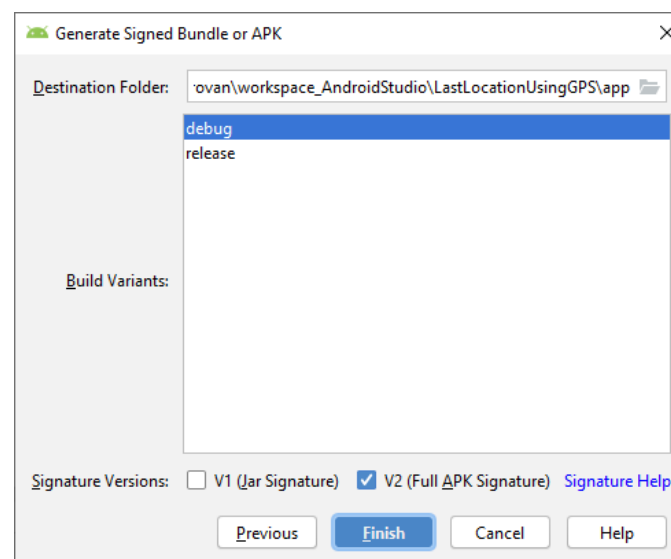 Generate Signed Bundle or APK
Destination Folder: rovan\workspace_AndroidStudio\LastLocationUsingGPS\app
debug
release
Build Variants:
Signature Versions: V1 (Jar Signature) V2 (Full APK Signature) Signature Help
Previous Finish Cancel Help